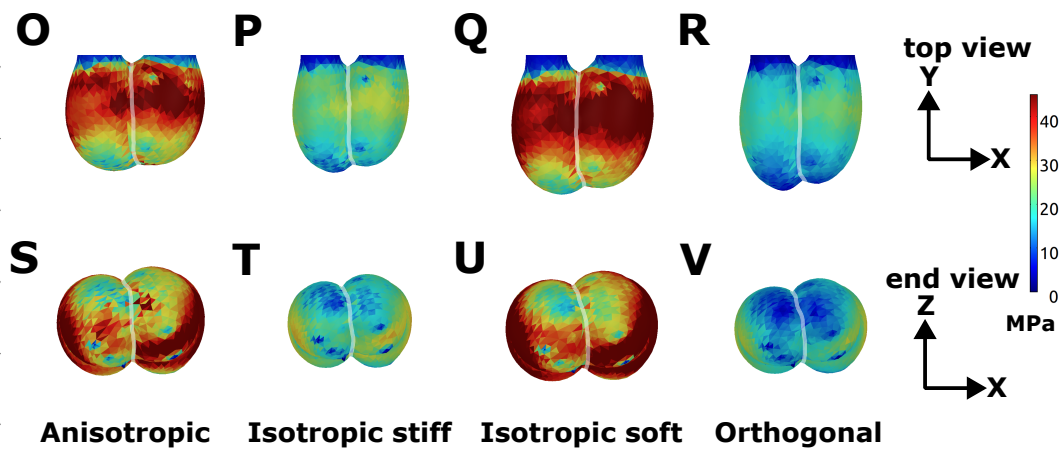 O P Q R
top view
Y
X
40
30
20
10
0
MPa
S T U V
end view
Z
X
Anisotropic Isotropic stiff Isotropic soft Orthogonal